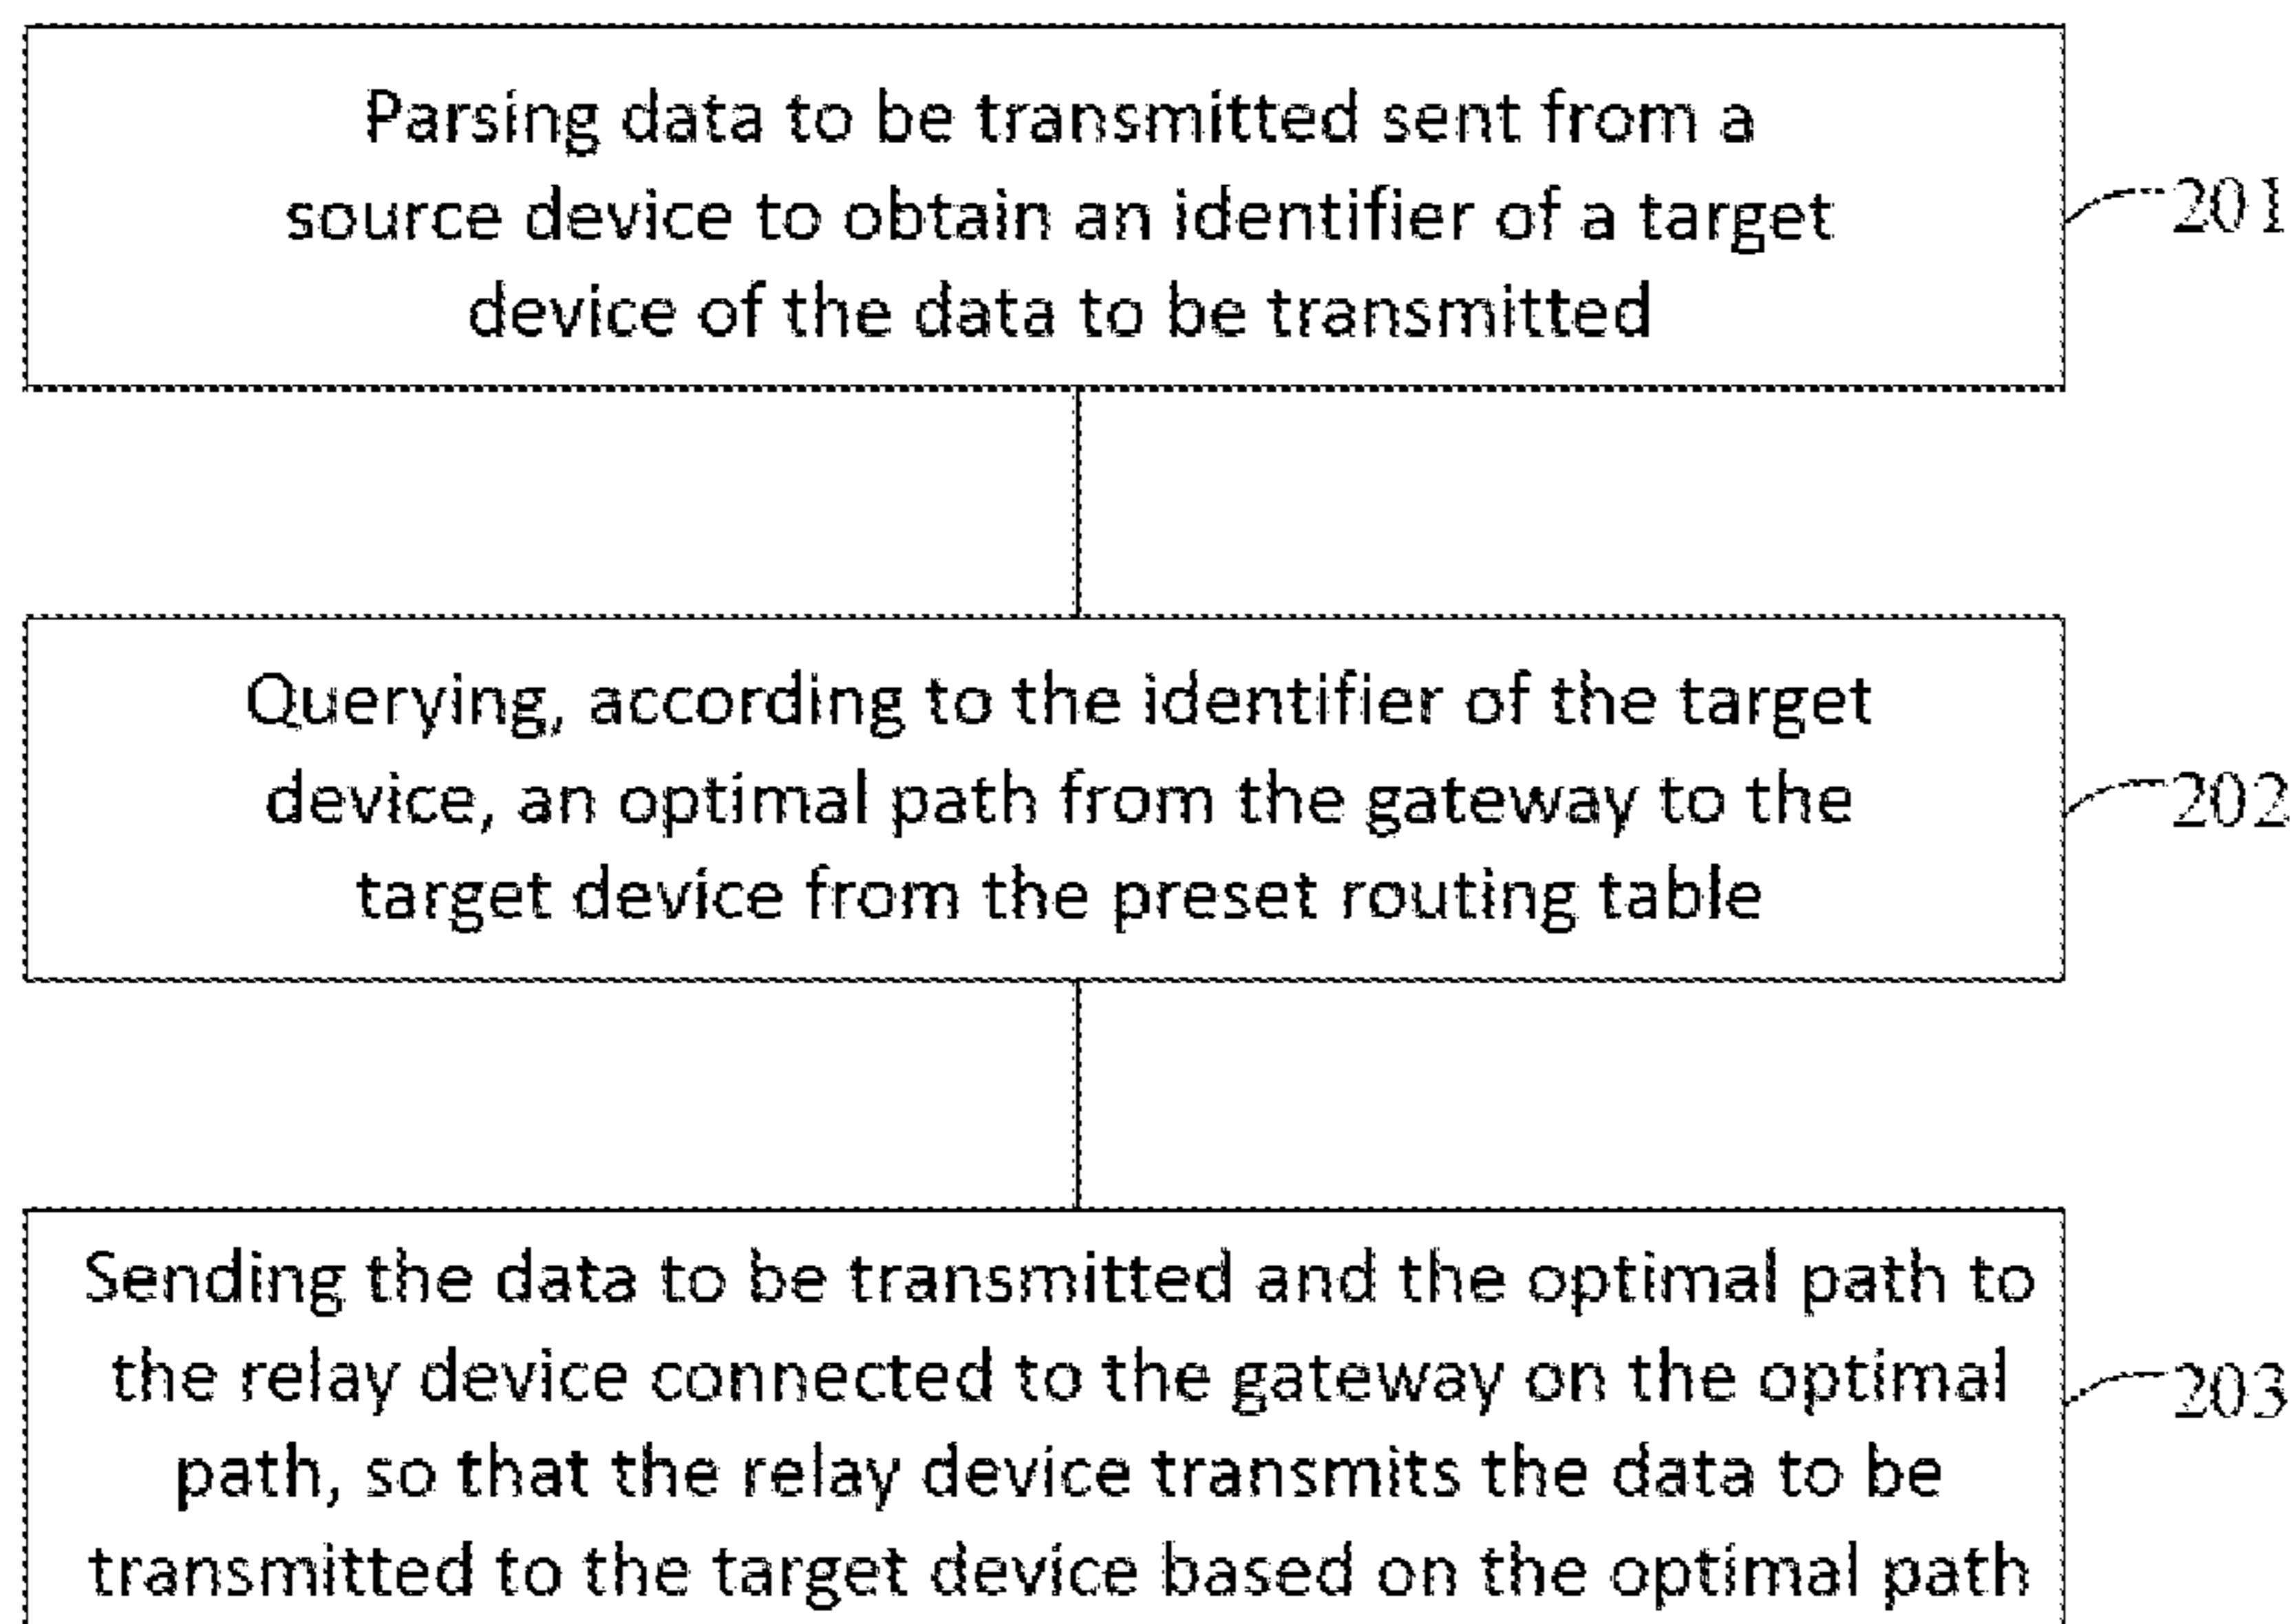 Parsing data to be transmitted sent from a
source device to obtain an identifier of a target
device of the data to be transmitted
201
Querying, according to the identifier of the target
device, an optimal path from the gateway to the
target device from the preset routing table
202
Sending the data to be transmitted and the optimal path to
the relay device connected to the gateway on the optimal
path, so that the relay device transmits the data to be
transmitted to the target device based on the optimal path
203